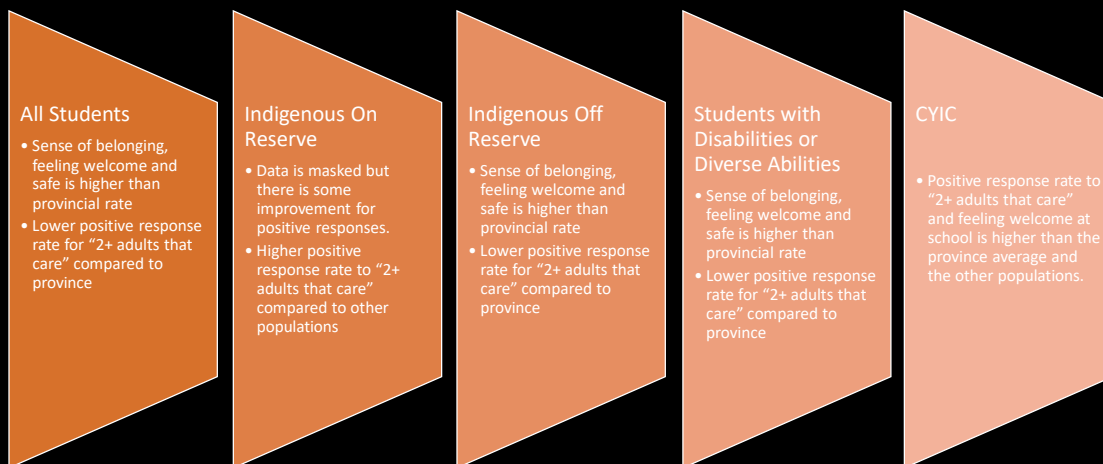 All Students
• Sense of belonging,
feeling welcome and
safe is higher than
provincial rate
• Lower positive response
rate for “2+ adults that
care” compared to
province
Indigenous On
Reserve
• Data is masked but
there is some
improvement for
positive responses.
• Higher positive
response rate to “2+
adults that care”
compared to other
populations
Indigenous Off
Reserve
• Sense of belonging,
feeling welcome and
safe is higher than
provincial rate
• Lower positive response
rate for “2+ adults that
care” compared to
province
Students with
Disabilities or
Diverse Abilities
• Sense of belonging,
feeling welcome and
safe is higher than
provincial rate
• Lower positive response
rate for “2+ adults that
care” compared to
province
CYIC
• Positive response rate to
“2+ adults that care”
and feeling welcome at
school is higher than the
province average and
the other populations.